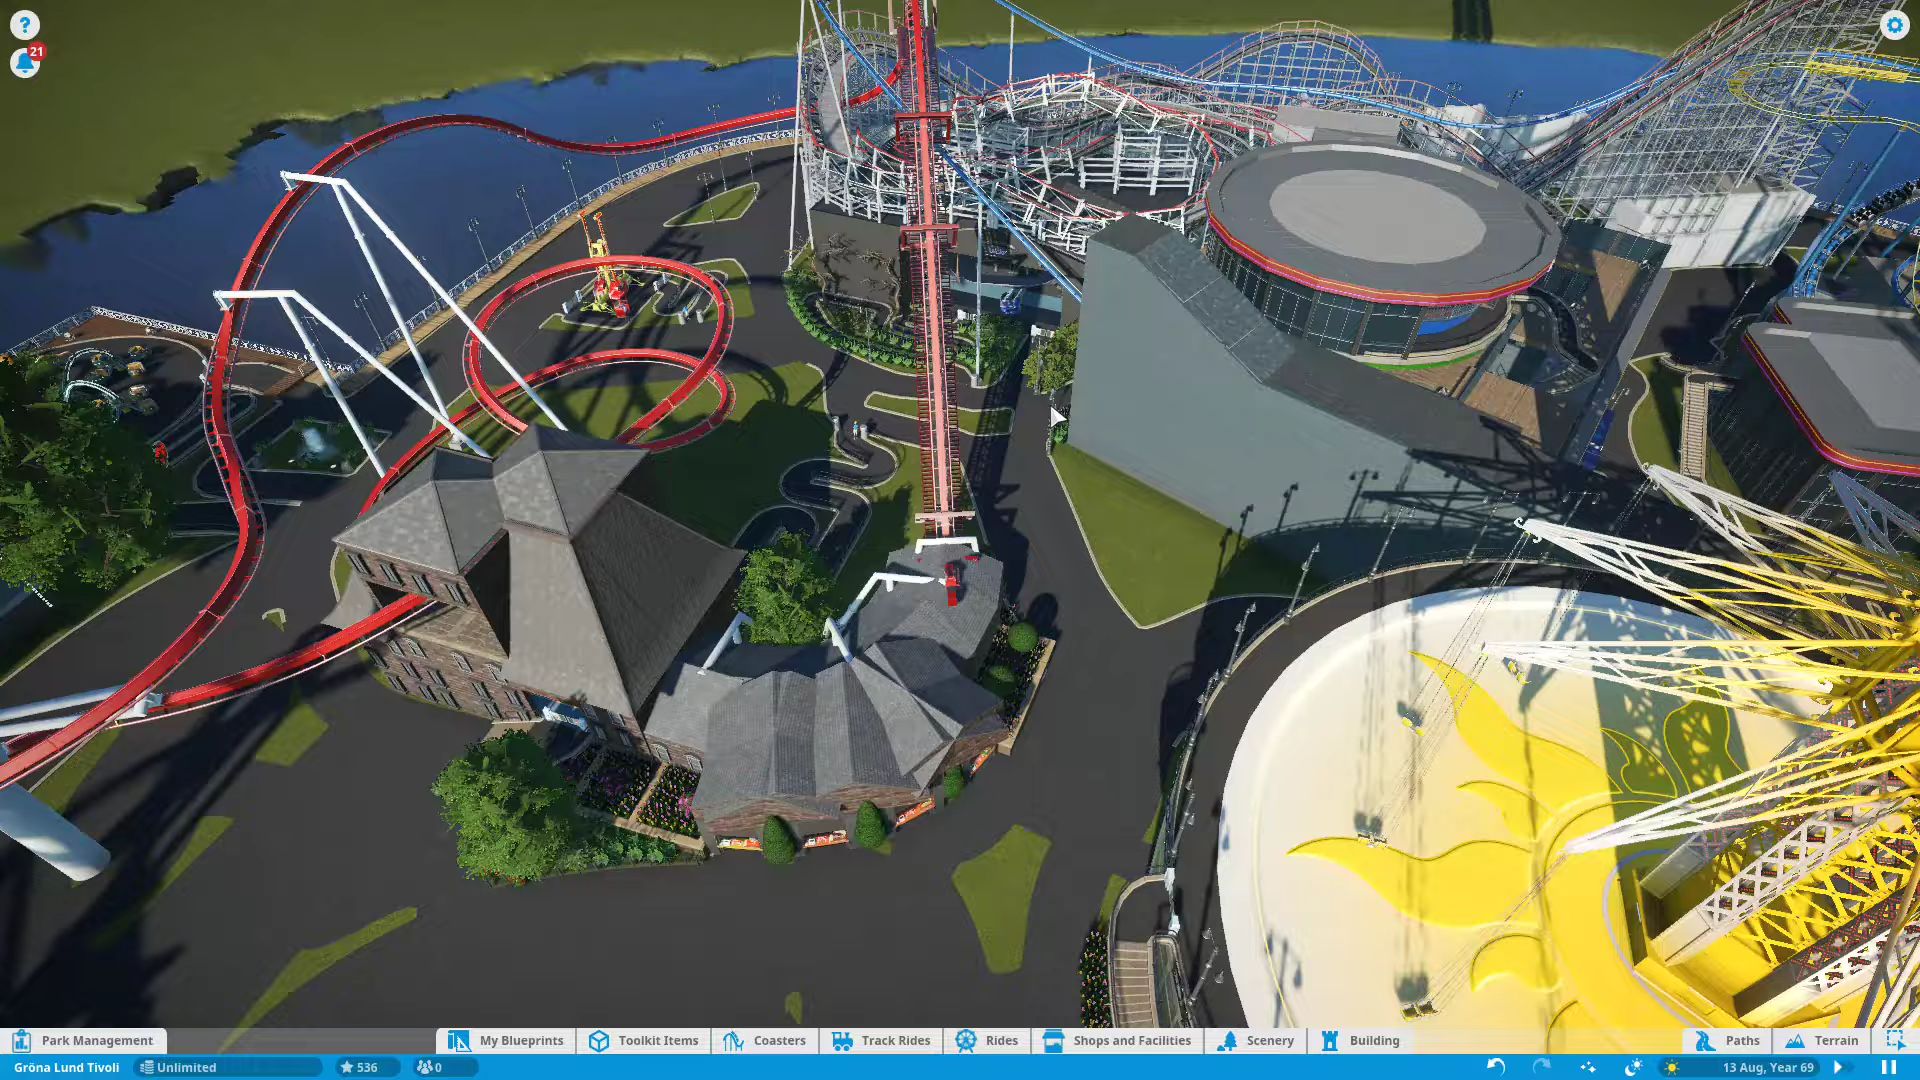 ?
21
Park Management
My Blueprints
Toolkit Items
Coasters
Track Rides
Rides
Shops and Facilities
Scenery
Building
Paths
Terrain
Gröna Lund Tivoli
Unlimited
536
0
13 Aug, Year 69